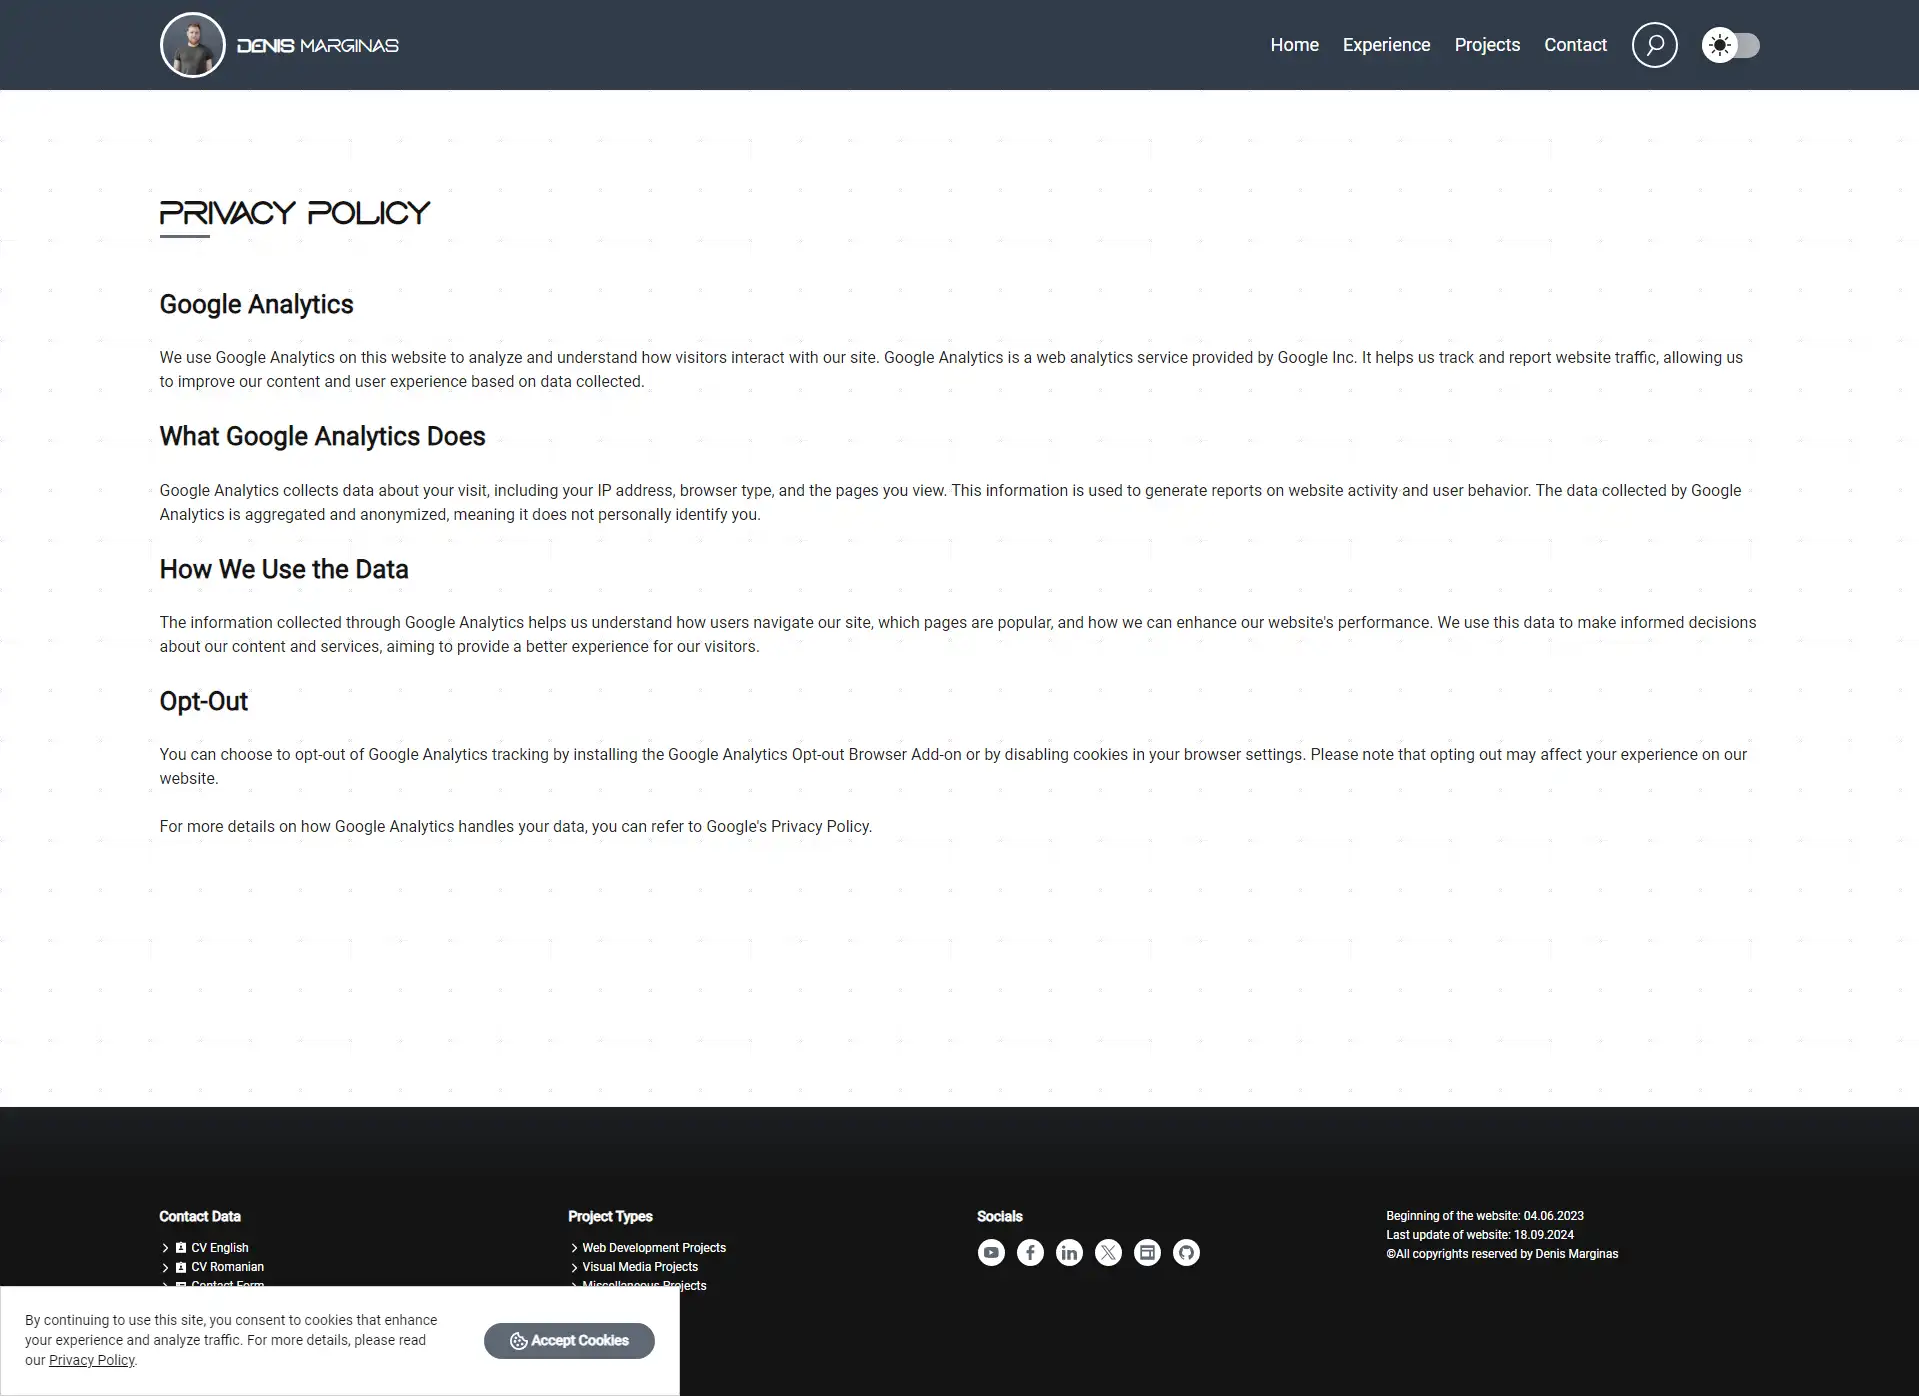 DENIS MARGINAS
Home
Experience
Projects
Contact
PRIVACY POLICY
Google Analytics
We use Google Analytics on this website to analyze and understand how visitors interact with our site. Google Analytics is a web analytics service provided by Google Inc. It helps us track and report website traffic, allowing us
to improve our content and user experience based on data collected.
What Google Analytics Does
Google Analytics collects data about your visit, including your IP address, browser type, and the pages you view. This information is used to generate reports on website activity and user behavior. The data collected by Google
Analytics is aggregated and anonymized, meaning it does not personally identify you.
How We Use the Data
The information collected through Google Analytics helps us understand how users navigate our site, which pages are popular, and how we can enhance our website's performance. We use this data to make informed decisions
about our content and services, aiming to provide a better experience for our visitors.
Opt-Out
You can choose to opt-out of Google Analytics tracking by installing the Google Analytics Opt-out Browser Add-on or by disabling cookies in your browser settings. Please note that opting out may affect your experience on our
website.
For more details on how Google Analytics handles your data, you can refer to Google's Privacy Policy.
Contact Data
CV English
CV Romanian
Contact Form
Project Types
Web Development Projects
Visual Media Projects
Miscellaneous Projects
Socials
Beginning of the website: 04.06.2023
Last update of website: 18.09.2024
©All copyrights reserved by Denis Marginas
By continuing to use this site, you consent to cookies that enhance
your experience and analyze traffic. For more details, please read
our Privacy Policy.
Accept Cookies